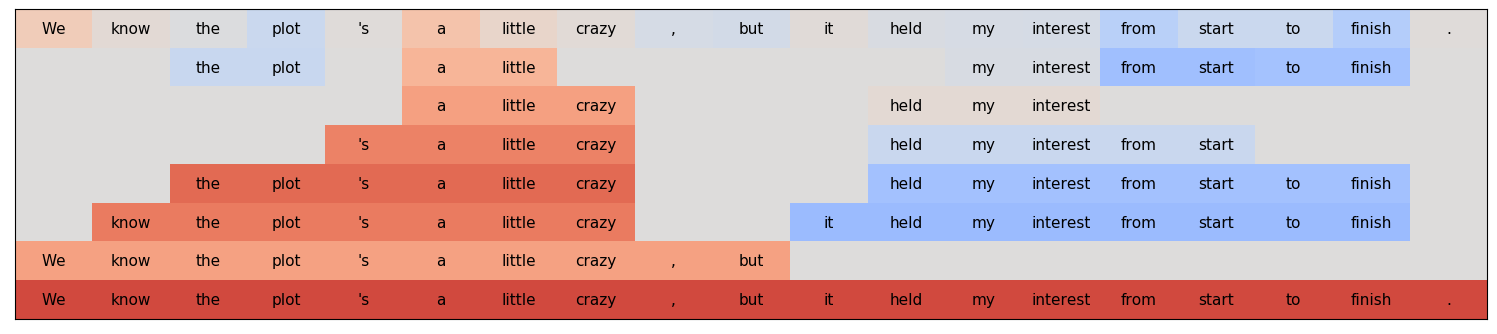 We know the plot 's a little crazy , but it held my interest from start to finish .
the plot a little my interest from start to finish
a little crazy held my interest
's a little crazy held my interest from start
the plot 's a little crazy held my interest from start to finish
know the plot 's a little crazy it held my interest from start to finish
We know the plot 's a little crazy , but
We know the plot 's a little crazy , but it held my interest from start to finish .